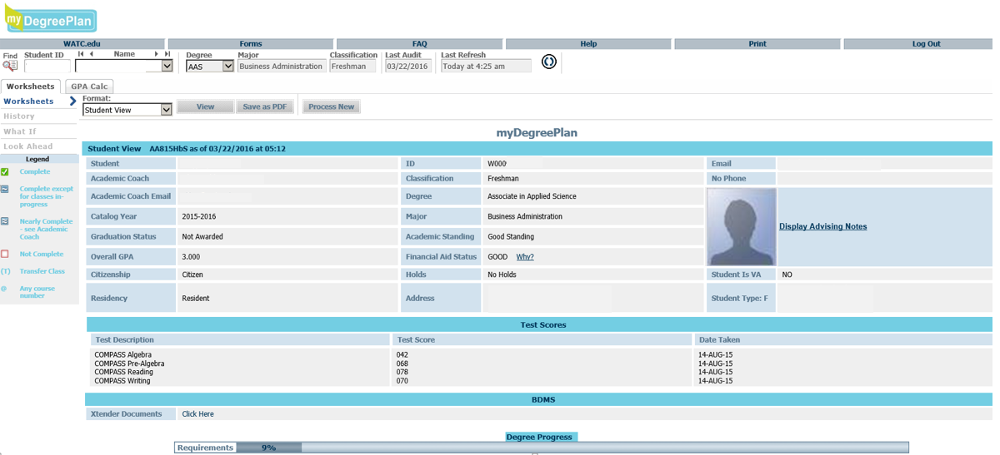 my DegreePlan
WATC.edu Forms FAQ Help Print Log Out
Find Student ID Name Degree Major Classification Last Audit Last Refresh
AAS Business Administration Freshman 03/22/2016 Today at 4:25 am
Worksheets GPA Calc
Worksheets
History
What If
Look Ahead
Legend
Complete
Complete except
for classes in-
progress
Nearly Complete
- see Academic
Coach
Not Complete
(T) Transfer Class
@ Any course
number
Format:
Student View View Save as PDF Process New
myDegreePlan
Student View AA815HbS as of 03/22/2016 at 05:12
Student ID W000 Email
Academic Coach Classification Freshman No Phone
Academic Coach Email Degree Associate in Applied Science
Catalog Year 2015-2016 Major Business Administration
Display Advising Notes
Graduation Status Not Awarded Academic Standing Good Standing
Overall GPA 3.000 Financial Aid Status GOOD Why?
Citizenship Citizen Holds No Holds Student Is VA NO
Residency Resident Address Student Type: F
Test Scores
Test Description Test Score Date Taken
COMPASS Algebra 042 14-AUG-15
COMPASS Pre-Algebra 068 14-AUG-15
COMPASS Reading 078 14-AUG-15
COMPASS Writing 070 14-AUG-15
BDMS
Xtender Documents Click Here
Degree Progress
Requirements 9%